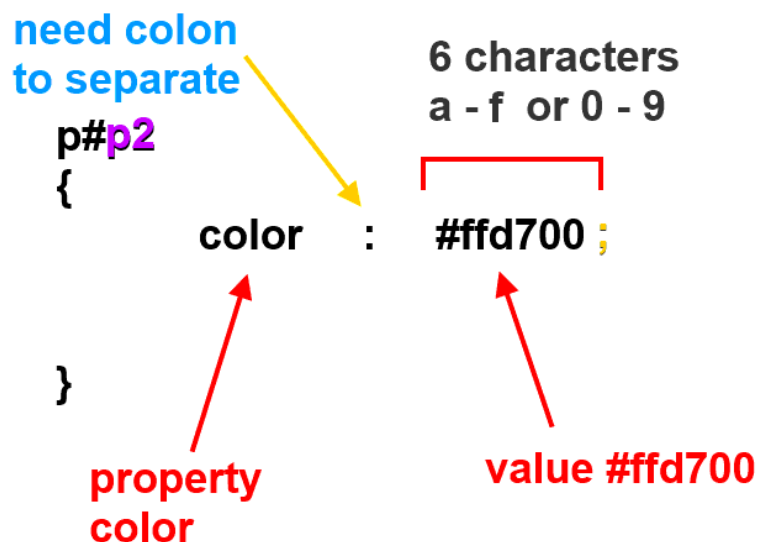 need colon
to separate
6 characters
a - f or 0 - 9
p#p2
{
color : #ffd700 ;
}
property
color
value #ffd700